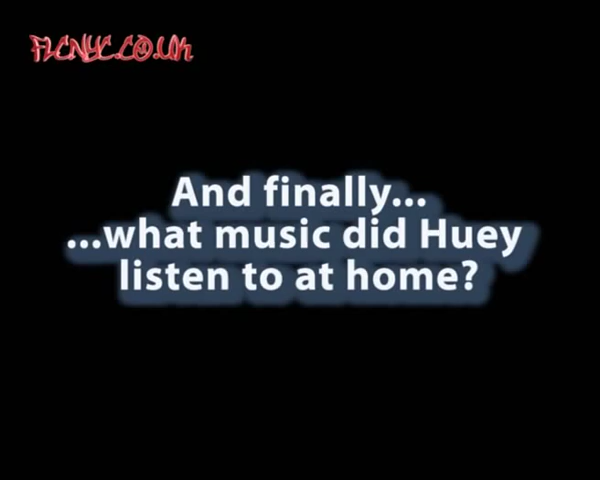 FLCNYC.CO.UK
And finally...
...what music did Huey
listen to at home?